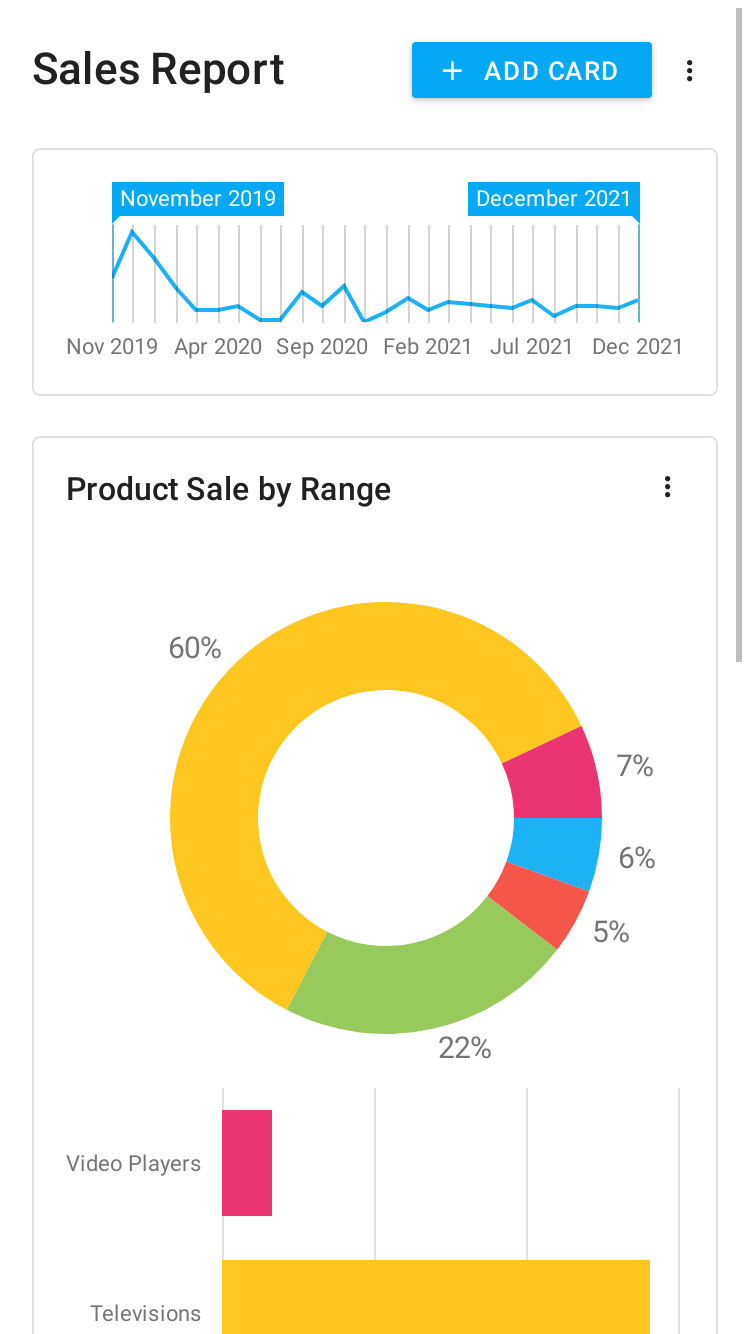 Sales Report
ADD CARD
November 2019 December 2021
Nov 2019 Apr 2020 Sep 2020 Feb 2021 Jul 2021 Dec 2021
Product Sale by Range
60%
7%
6%
5%
22%
Video Players
Televisions